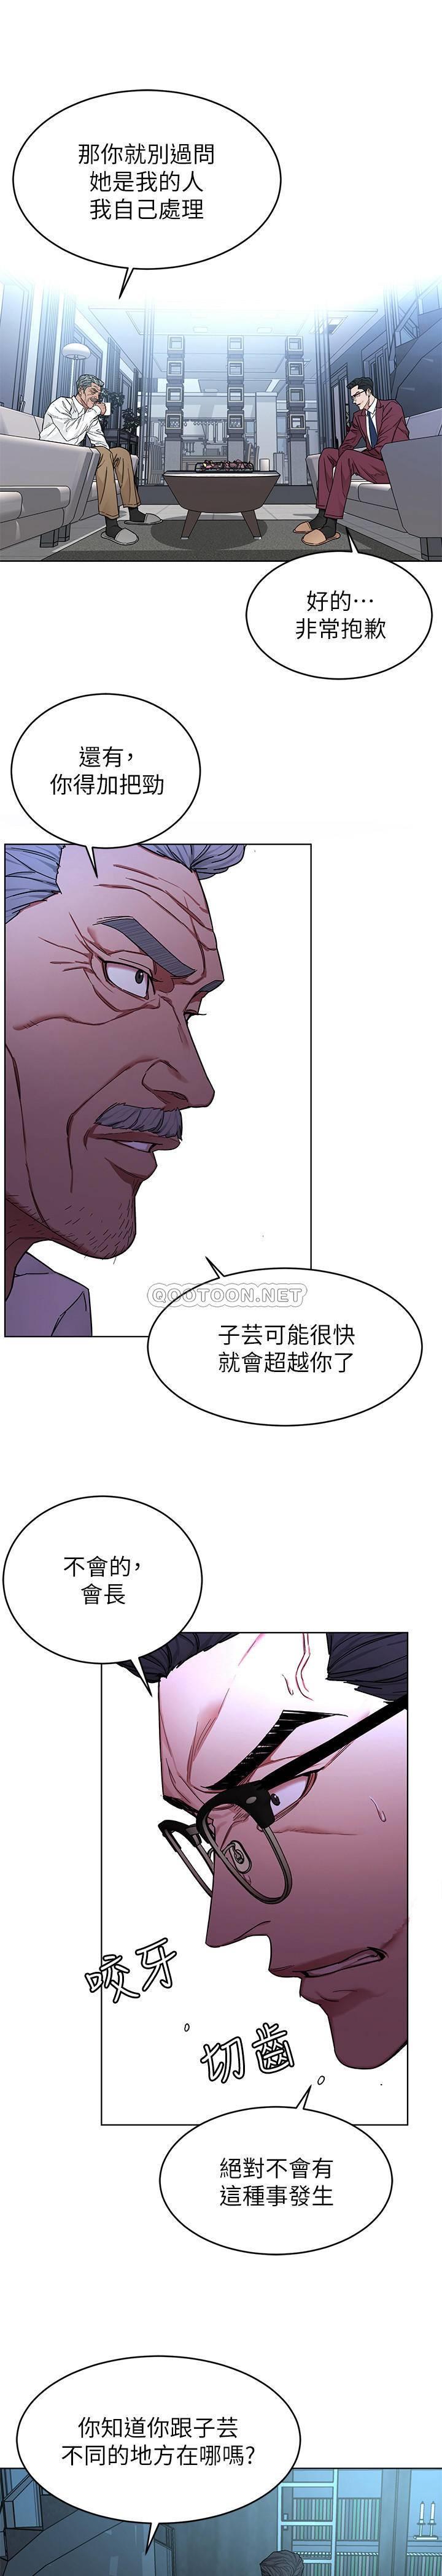 那你就別過問
她是我的人
我自己處理
好的…
非常抱歉
還有，
你得加把勁
QOOTOON.NET
子芸可能很快
就會超越你了
不會的，
會長
咬牙
切齒
絕對不會有
這種事發生
你知道你跟子芸
不同的地方在哪嗎?